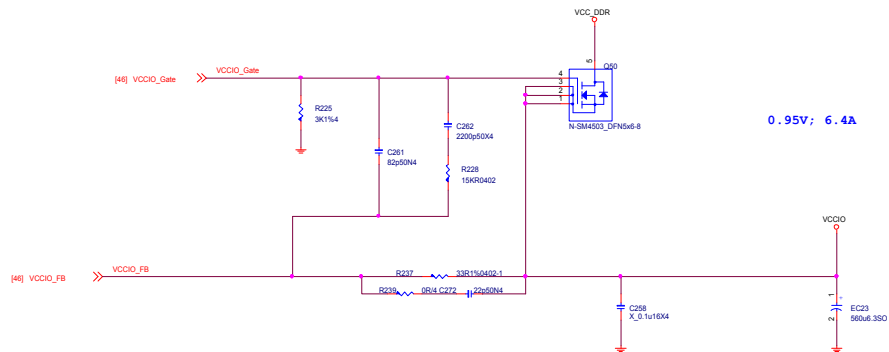 VCC_DDR
[46] VCCIO_Gate
VCCIO_Gate
Q50
5
4
3
2
1
N-SM4503_DFN5x6-8
R225
3K1%4
C262
2200p50X4
C261
82p50N4
R228
15KR0402
0.95V; 6.4A
VCCIO
[46] VCCIO_FB
VCCIO_FB
R237
33R1%0402-1
R239
0R/4
C272
22p50N4
C258
X_0.1u16X4
1
+
2
EC23
560u6.3SO